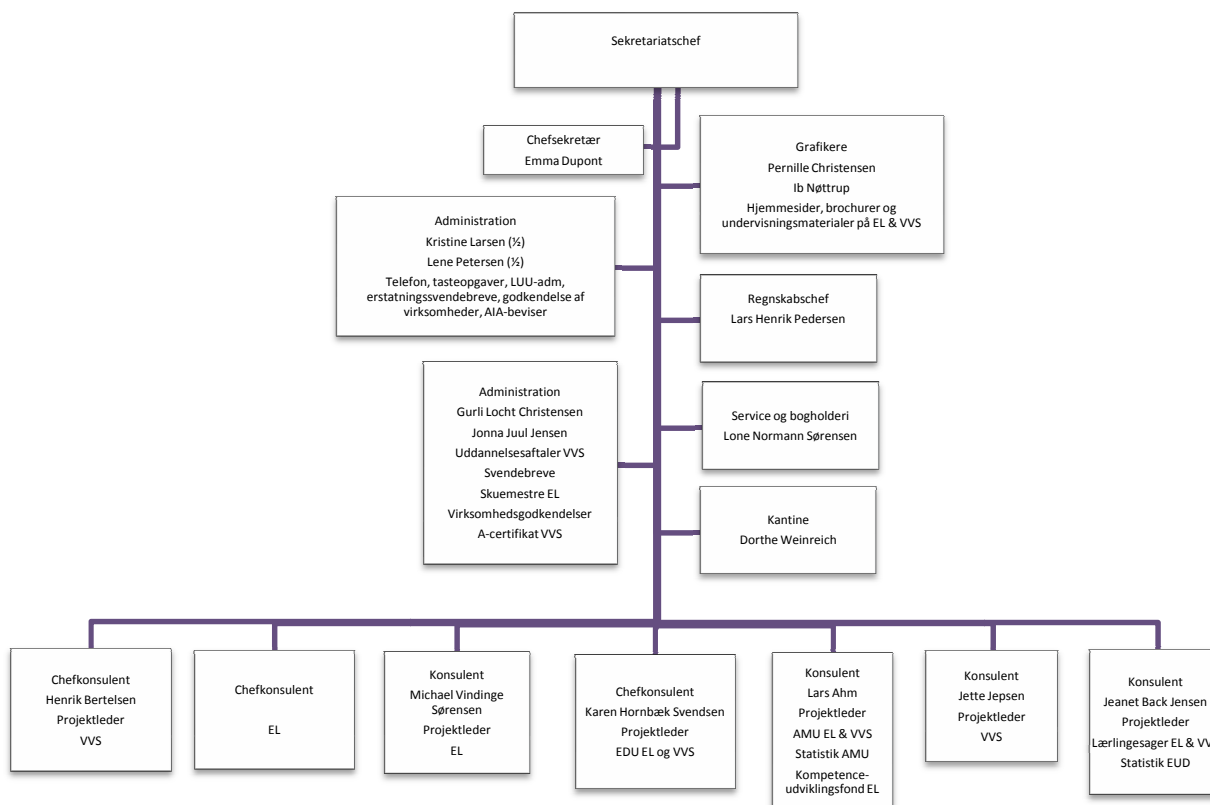 Sekretariatschef
Chefsekretær
Emma Dupont
Grafikere
Pernille Christensen
Ib Nøttrup
Hjemmesider, brochurer og
undervisningsmaterialer på EL & VVS
Administration
Kristine Larsen (½)
Lene Petersen (½)
Telefon, tasteopgaver, LUU-adm,
erstatningssvendebreve, godkendelse af
virksomheder, AIA-beviser
Regnskabschef
Lars Henrik Pedersen
Administration
Gurli Locht Christensen
Jonna Juul Jensen
Uddannelsesaftaler VVS
Svendebreve
Skuemestre EL
Virksomhedsgodkendelser
A-certifikat VVS
Service og bogholderi
Lone Normann Sørensen
Kantine
Dorthe Weinreich
Chefkonsulent
Henrik Bertelsen
Projektleder
VVS
Chefkonsulent
EL
Konsulent
Michael Vindinge
Sørensen
Projektleder
EL
Chefkonsulent
Karen Hornbæk Svendsen
Projektleder
EDU EL og VVS
Konsulent
Lars Ahm
Projektleder
AMU EL & VVS
Statistik AMU
Kompetence-
udviklingsfond EL
Konsulent
Jette Jepsen
Projektleder
VVS
Konsulent
Jeanet Back Jensen
Projektleder
Lærlingesager EL & VV
Statistik EUD